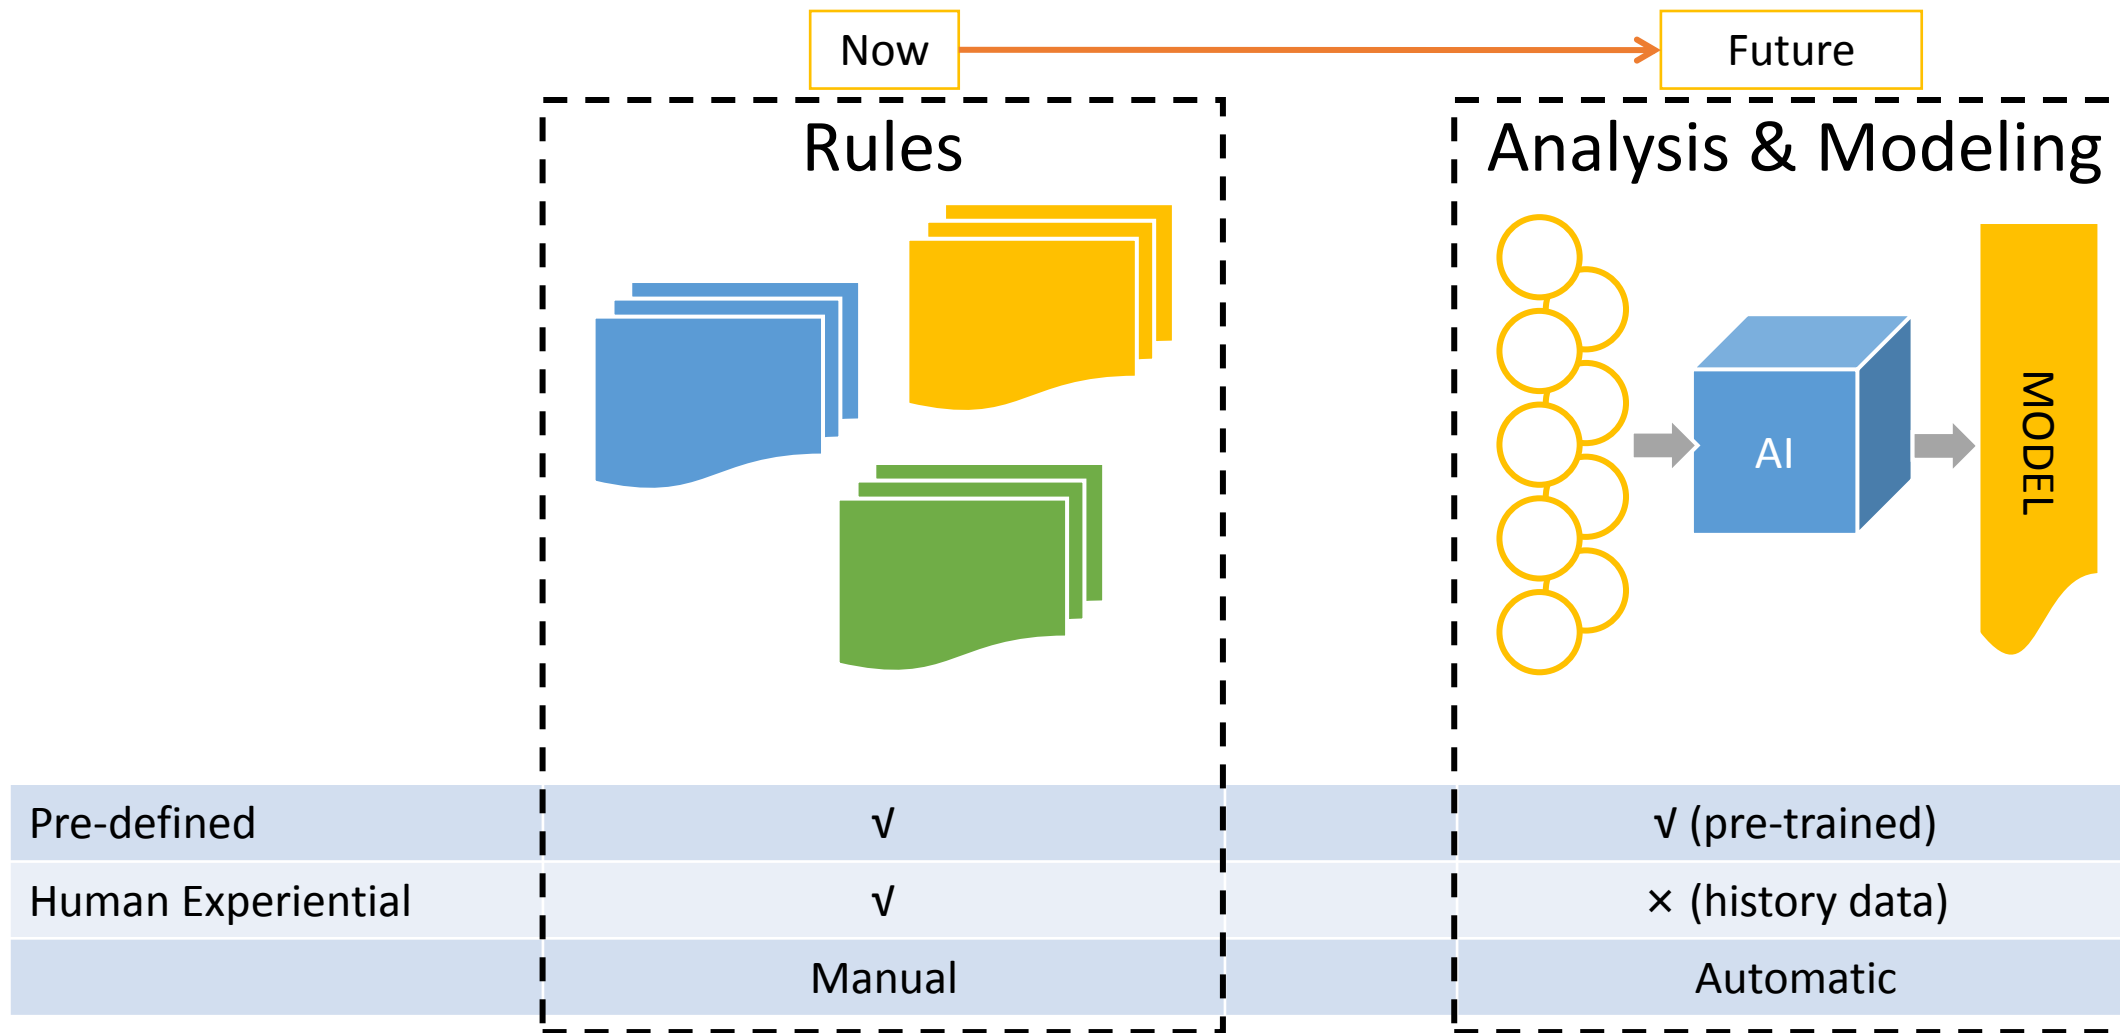 Now
Future
Rules
Analysis & Modeling
AI
MODEL
Pre-defined
√
√ (pre-trained)
Human Experiential
√
× (history data)
Manual
Automatic